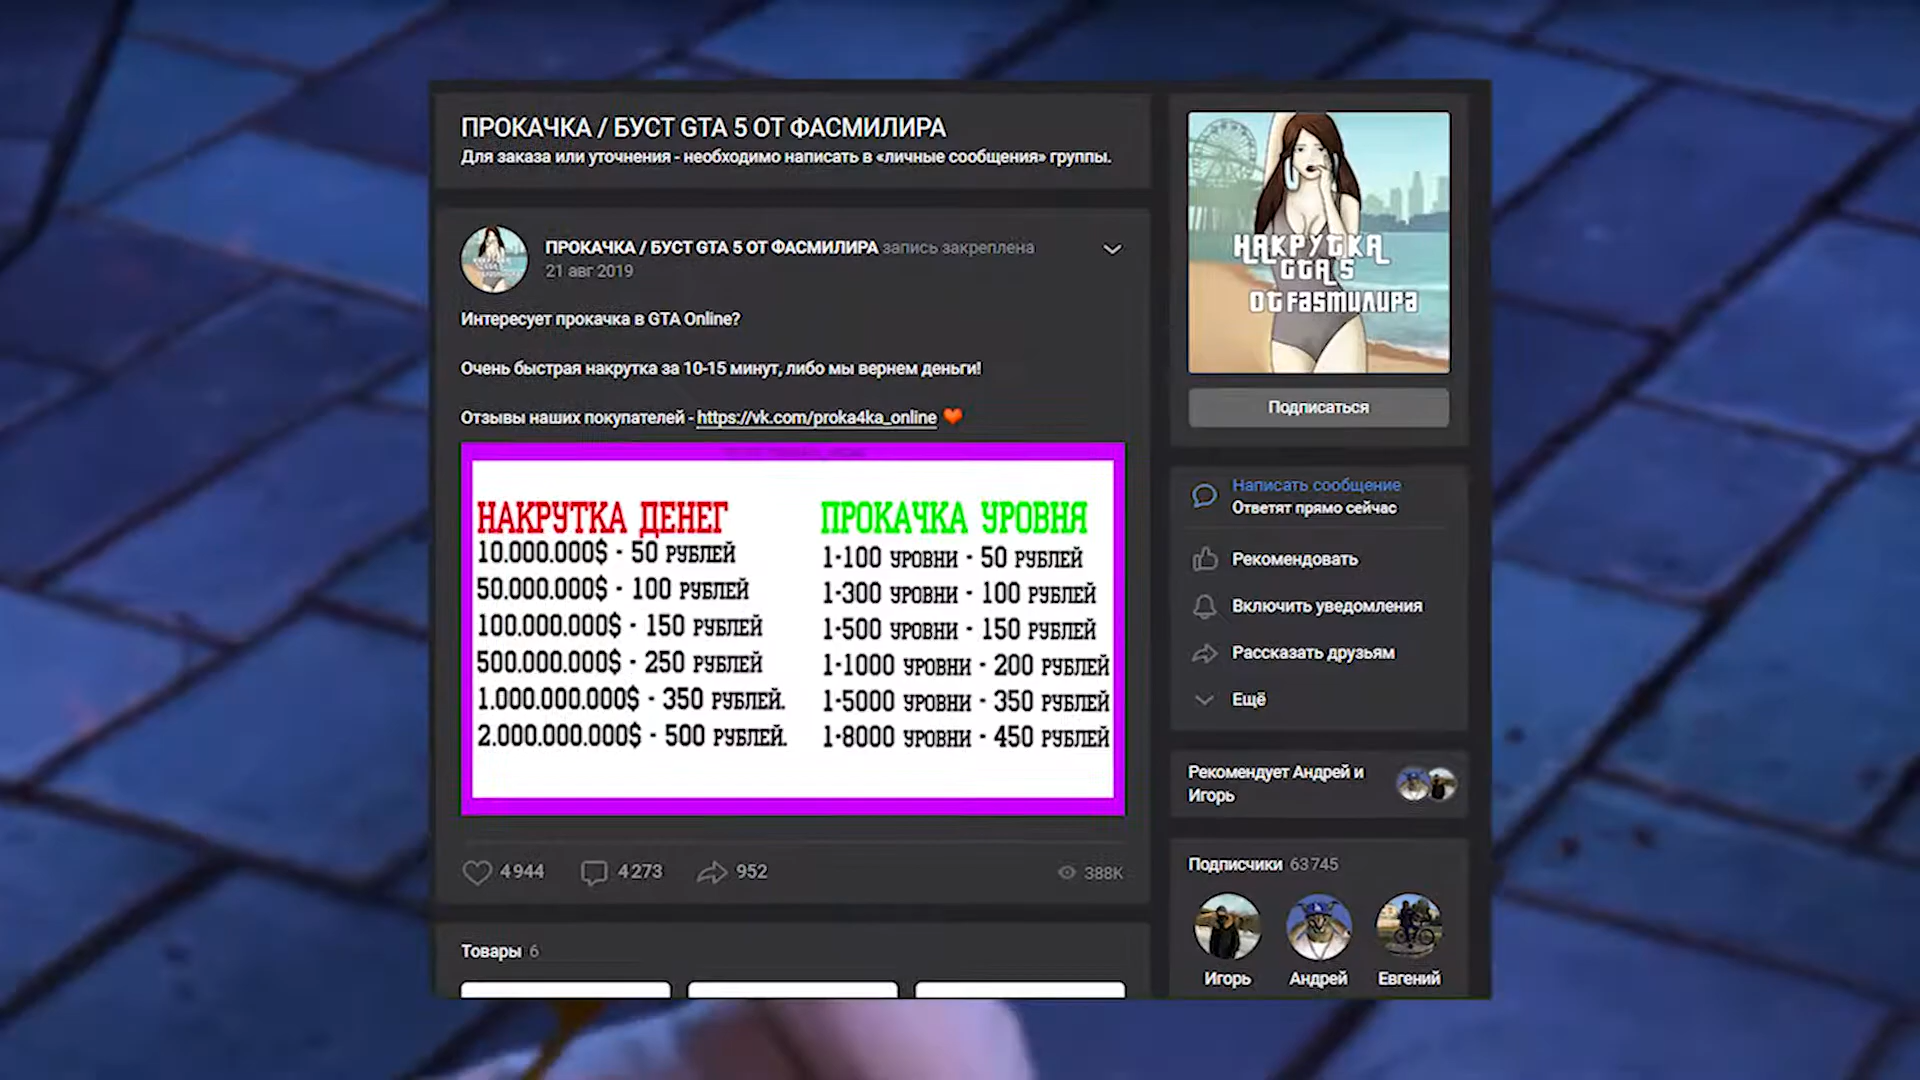 ПРОКАЧКА / БУСТ GTA 5 ОТ ФАСМИЛИРА
Для заказа или уточнения - необходимо написать в «личные сообщения» группы.
ПРОКАЧКА / БУСТ GTA 5 ОТ ФАСМИЛИРА запись закреплена
21 авг 2019
Интересует прокачка в GTA Online?
Очень быстрая накрутка за 10-15 минут, либо мы вернем деньги!
Отзывы наших покупателей - https://vk.com/proka4ka_online
НАКРУТКА ДЕНЕГ
10.000.000$ - 50 РУБЛЕЙ
50.000.000$ - 100 РУБЛЕЙ
100.000.000$ - 150 РУБЛЕЙ
500.000.000$ - 250 РУБЛЕЙ
1.000.000.000$ - 350 РУБЛЕЙ.
2.000.000.000$ - 500 РУБЛЕЙ.
ПРОКАЧКА УРОВНЯ
1-100 УРОВНИ - 50 РУБЛЕЙ
1-300 УРОВНИ - 100 РУБЛЕЙ
1-500 УРОВНИ - 150 РУБЛЕЙ
1-1000 УРОВНИ - 200 РУБЛЕЙ
1-5000 УРОВНИ - 350 РУБЛЕЙ
1-8000 УРОВНИ - 450 РУБЛЕЙ
4 944
4 273
952
388K
Товары 6
НАКРУТКА
GTA 5
ОТ FASMИЛИРА
Подписаться
Написать сообщение
Ответят прямо сейчас
Рекомендовать
Включить уведомления
Рассказать друзьям
Ещё
Рекомендует Андрей и
Игорь
Подписчики 63 745
Игорь
Андрей
Евгений